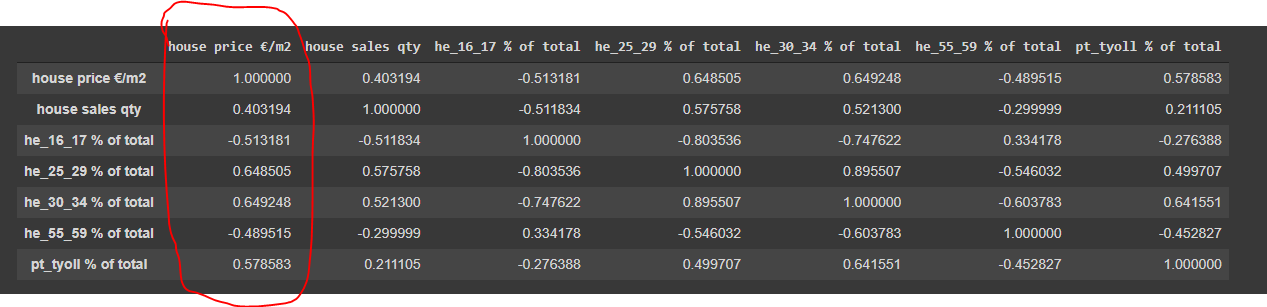 house price €/m2 house sales qty he_16_17 % of total he_25_29 % of total he_30_34 % of total he_55_59 % of total pt_tyoll % of total
house price €/m2 1.000000 0.403194 -0.513181 0.648505 0.649248 -0.489515 0.578583
house sales qty 0.403194 1.000000 -0.511834 0.575758 0.521300 -0.299999 0.211105
he_16_17 % of total -0.513181 -0.511834 1.000000 -0.803536 -0.747622 0.334178 -0.276388
he_25_29 % of total 0.648505 0.575758 -0.803536 1.000000 0.895507 -0.546032 0.499707
he_30_34 % of total 0.649248 0.521300 -0.747622 0.895507 1.000000 -0.603783 0.641551
he_55_59 % of total -0.489515 -0.299999 0.334178 -0.546032 -0.603783 1.000000 -0.452827
pt_tyoll % of total 0.578583 0.211105 -0.276388 0.499707 0.641551 -0.452827 1.000000